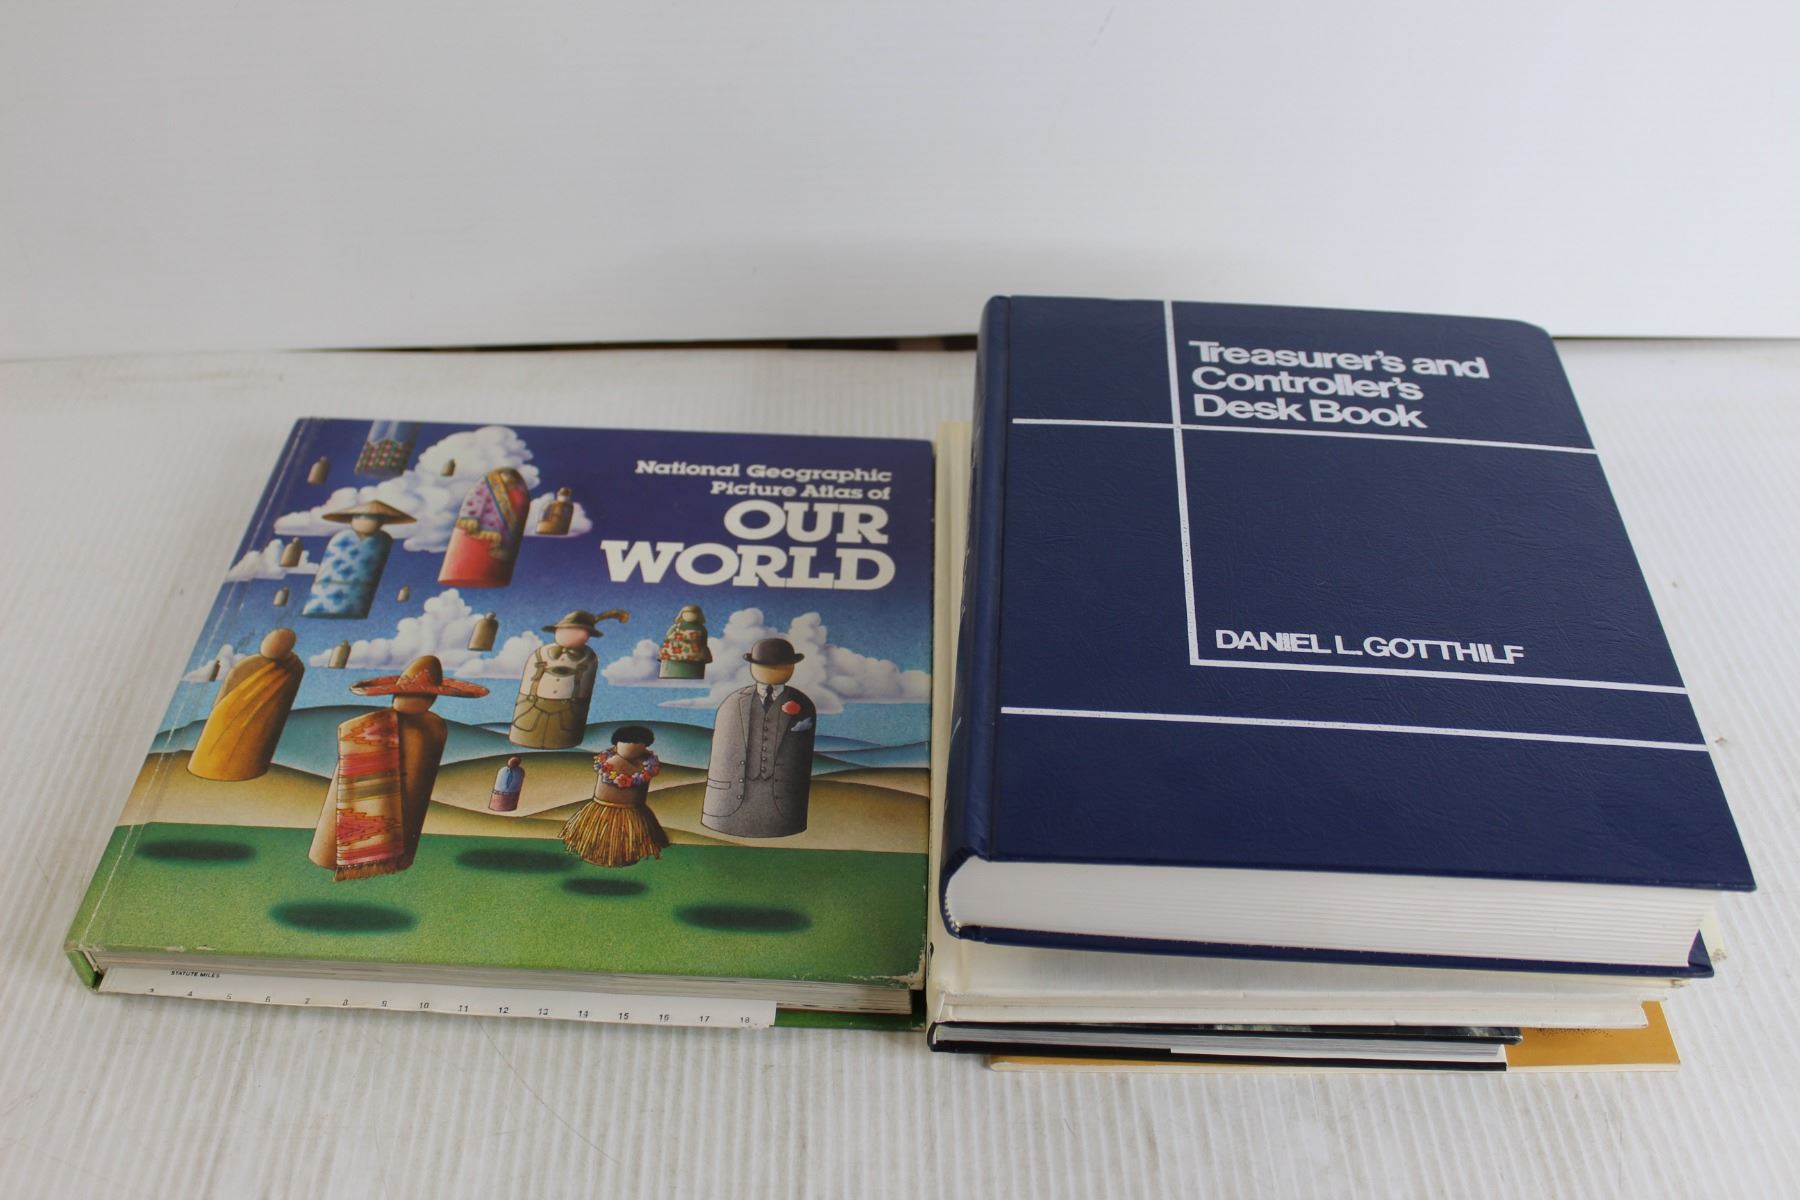 National Geographic
Picture Atlas of
OUR
WORLD
STATUTE MILES
3 4 5 6 7 8 9 10 11 12 13 14 15 16 17 18
Treasurer's and
Controller's
Desk Book
DANIEL L. GOTTHILF